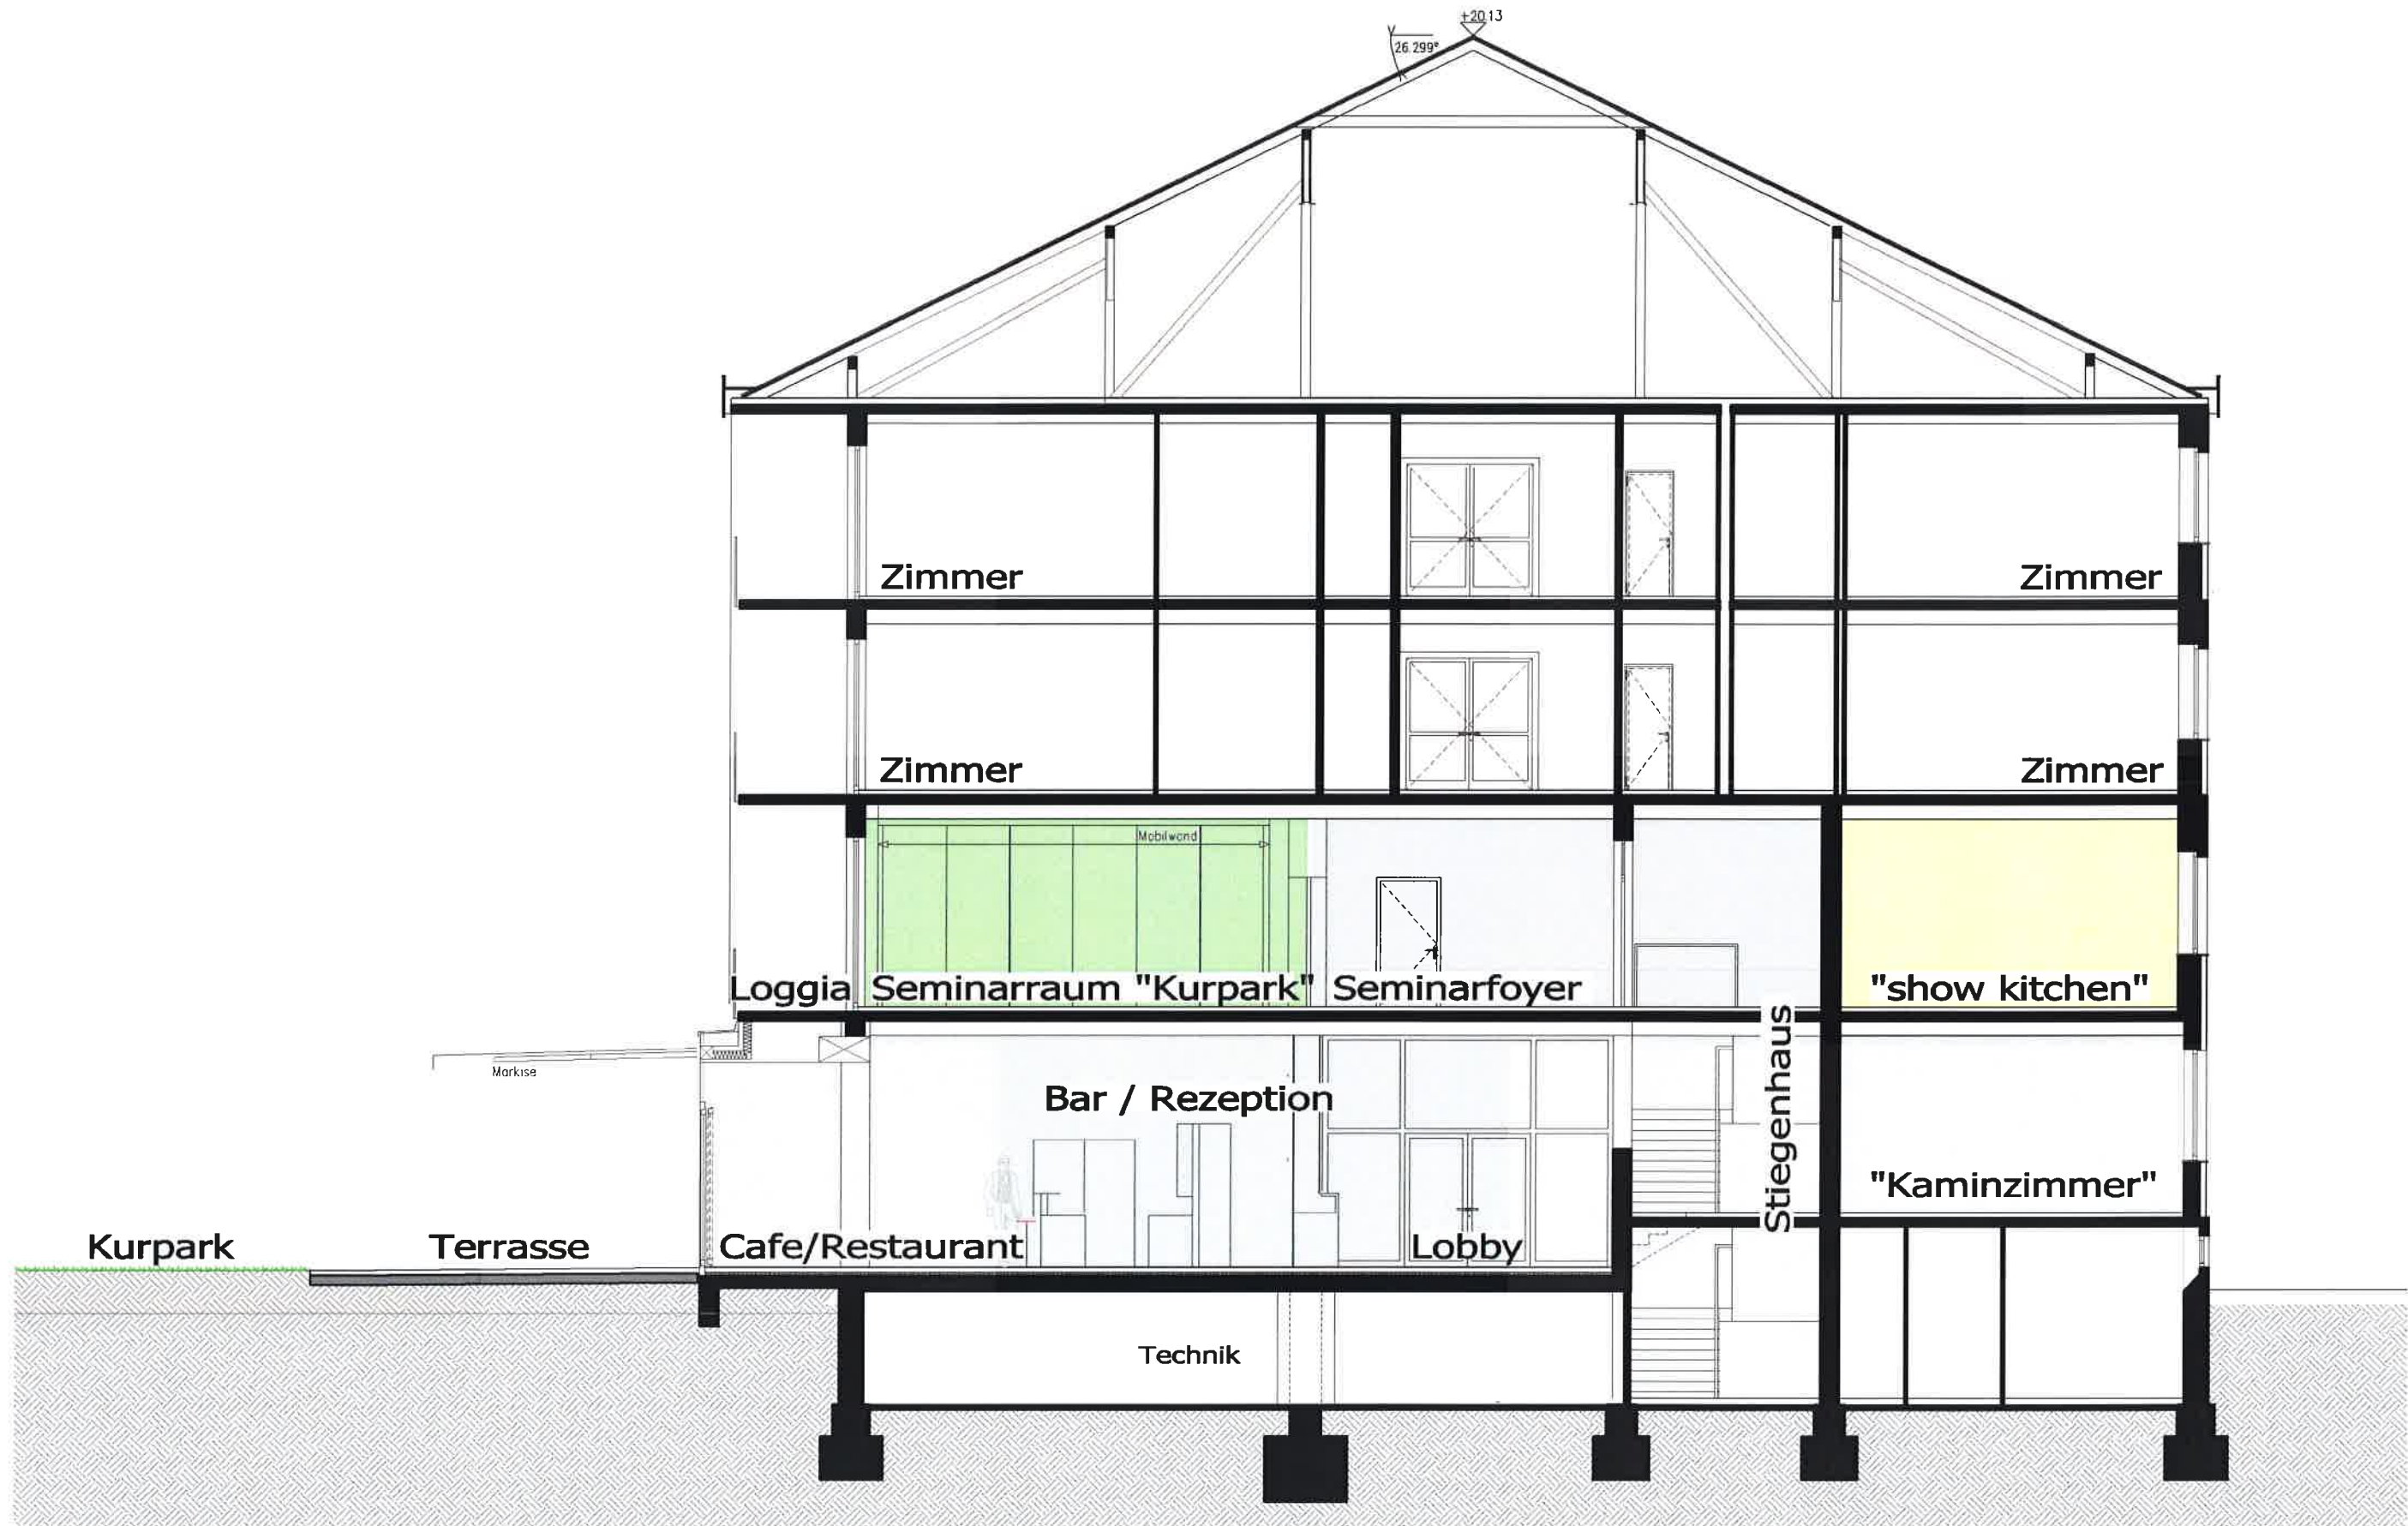 +20.13
26.299°
Zimmer
Zimmer
Zimmer
Zimmer
Mobilwand
Loggia
Seminarraum "Kurpark"
Seminarfoyer
"show kitchen"
Markise
Bar / Rezeption
Stiegenhaus
"Kaminzimmer"
Kurpark
Terrasse
Cafe/Restaurant
Lobby
Technik